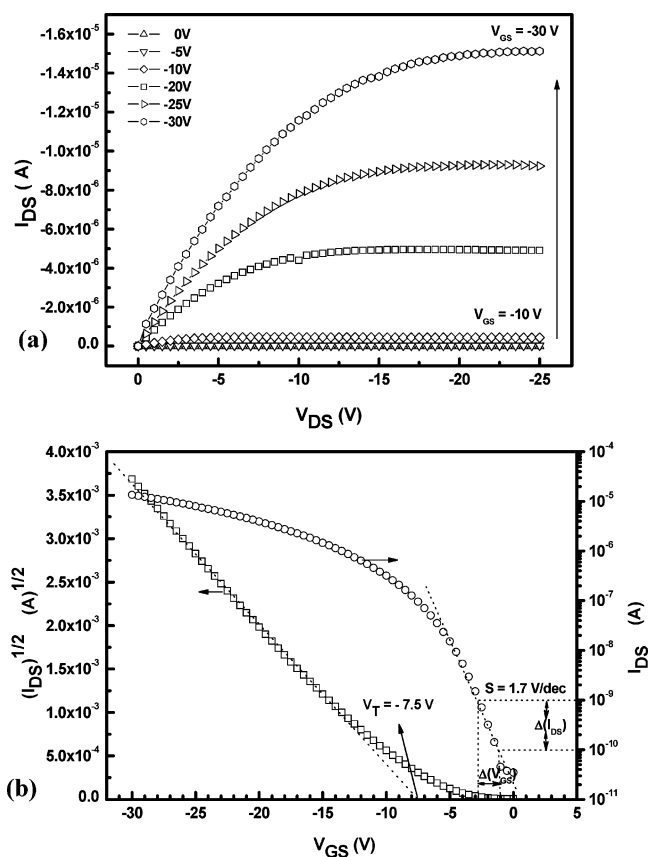 -1.6x10⁻⁵
-1.4x10⁻⁵
-1.2x10⁻⁵
-1.0x10⁻⁵
-8.0x10⁻⁶
-6.0x10⁻⁶
-4.0x10⁻⁶
-2.0x10⁻⁶
0.0
I_DS (A)
0V
-5V
-10V
-20V
-25V
-30V
V_GS = -30 V
V_GS = -10 V
(a)
0 -5 -10 -15 -20 -25
V_DS (V)
4.0x10⁻³
3.5x10⁻³
3.0x10⁻³
2.5x10⁻³
2.0x10⁻³
1.5x10⁻³
1.0x10⁻³
5.0x10⁻⁴
0.0
(I_DS)^1/2 (A)^1/2
V_T = - 7.5 V
S = 1.7 V/dec
Δ(I_DS)
Δ(V_GS)
10⁻⁴
10⁻⁵
10⁻⁶
10⁻⁷
10⁻⁸
10⁻⁹
10⁻¹⁰
10⁻¹¹
I_DS (A)
(b)
-30 -25 -20 -15 -10 -5 0 5
V_GS (V)